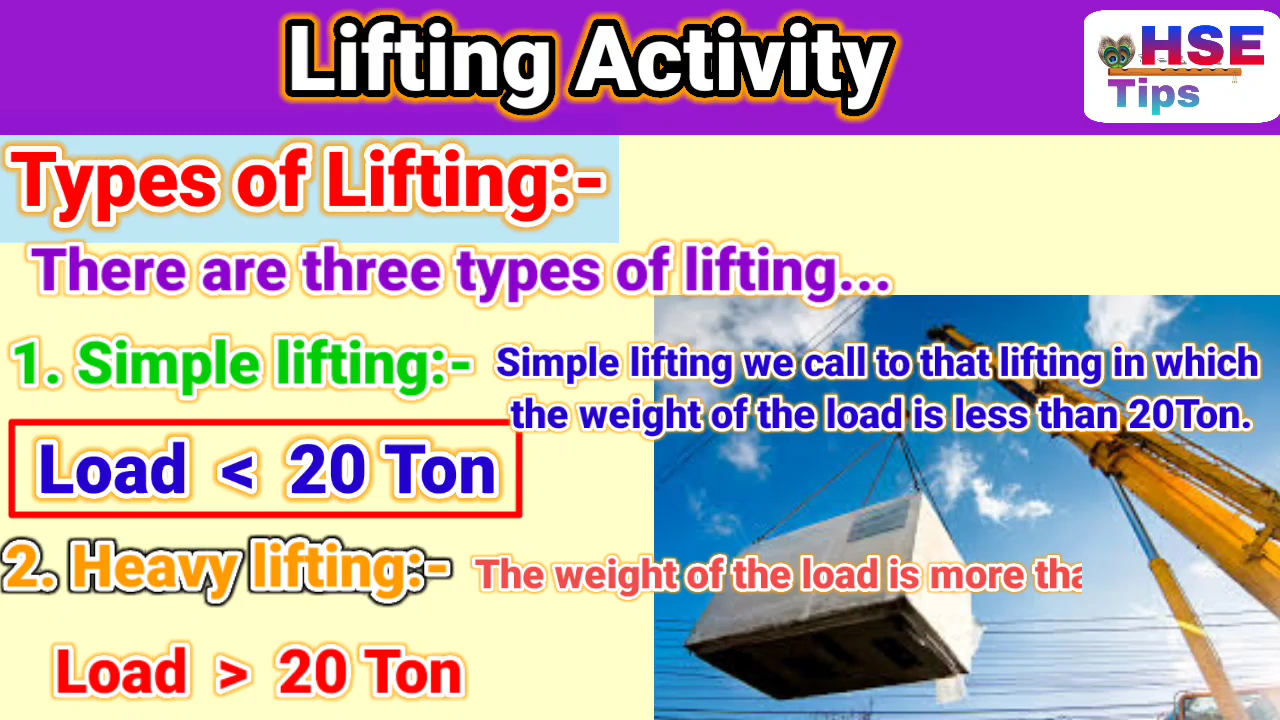 Lifting Activity
HSE
Tips
Types of Lifting:-
There are three types of lifting...
1. Simple lifting:-
Simple lifting we call to that lifting in which
the weight of the load is less than 20Ton.
Load < 20 Ton
2. Heavy lifting:-
The weight of the load is more tha
Load > 20 Ton